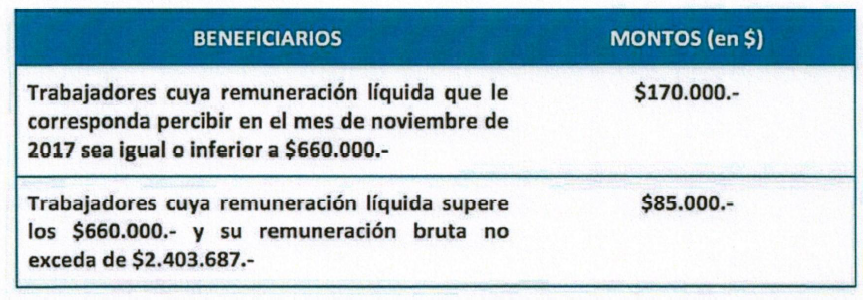 BENEFICIARIOS MONTOS (en $)
Trabajadores cuya remuneración líquida que le $170.000.-
corresponda percibir en el mes de noviembre de
2017 sea igual o inferior a $660.000.-
Trabajadores cuya remuneración líquida supere $85.000.-
los $660.000.- y su remuneración bruta no
exceda de $2.403.687.-